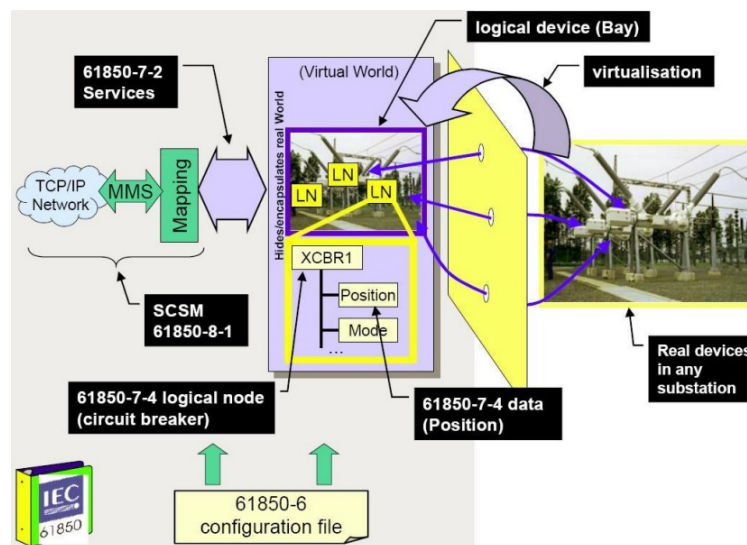 logical device (Bay)
61850-7-2
Services
(Virtual World)
virtualisation
Hides/encapsulates real World
TCP/IP
Network
MMS
Mapping
LN
LN
LN
XCBR1
Position
Mode
...
SCSM
61850-8-1
Real devices
in any
substation
61850-7-4 logical node
(circuit breaker)
61850-7-4 data
(Position)
61850-6
configuration file
IEC
61850